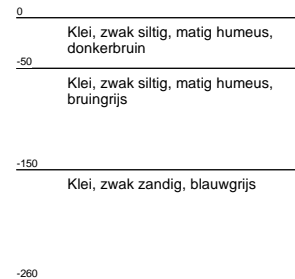 0
Klei, zwak siltig, matig humeus,
donkerbruin
-50
Klei, zwak siltig, matig humeus,
bruingrijs
-150
Klei, zwak zandig, blauwgrijs
-260